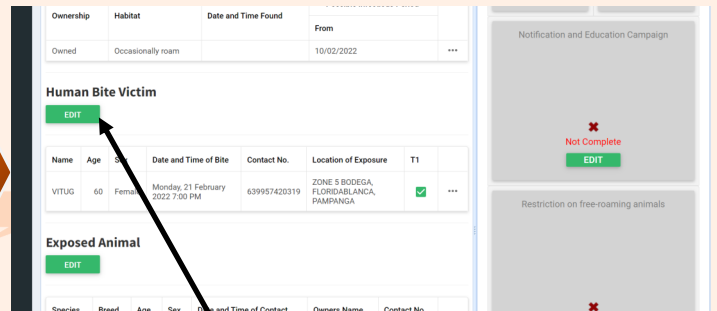 Ownership Habitat Date and Time Found
From
Owned Occasionally roam 10/02/2022 •••
Human Bite Victim
EDIT
Name Age Sex Date and Time of Bite Contact No. Location of Exposure T1
VITUG 60 Female Monday, 21 February 2022 7:00 PM 639957420319 ZONE 5 BODEGA, FLORIDABLANCA, PAMPANGA •••
Exposed Animal
EDIT
Species Breed Age Sex Date and Time of Contact Owners Name Contact No.
Notification and Education Campaign
Not Complete
EDIT
Restriction on free-roaming animals